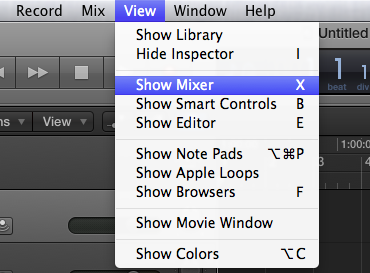 Record Mix View Window Help
Show Library
Untitled
Hide Inspector I
Show Mixer X
1 1
beat div
Show Smart Controls B
View
Show Editor E
1:00:0
Show Note Pads ⌥⌘P
3 4
Show Apple Loops
Show Browsers F
Show Movie Window
Show Colors ⌥C